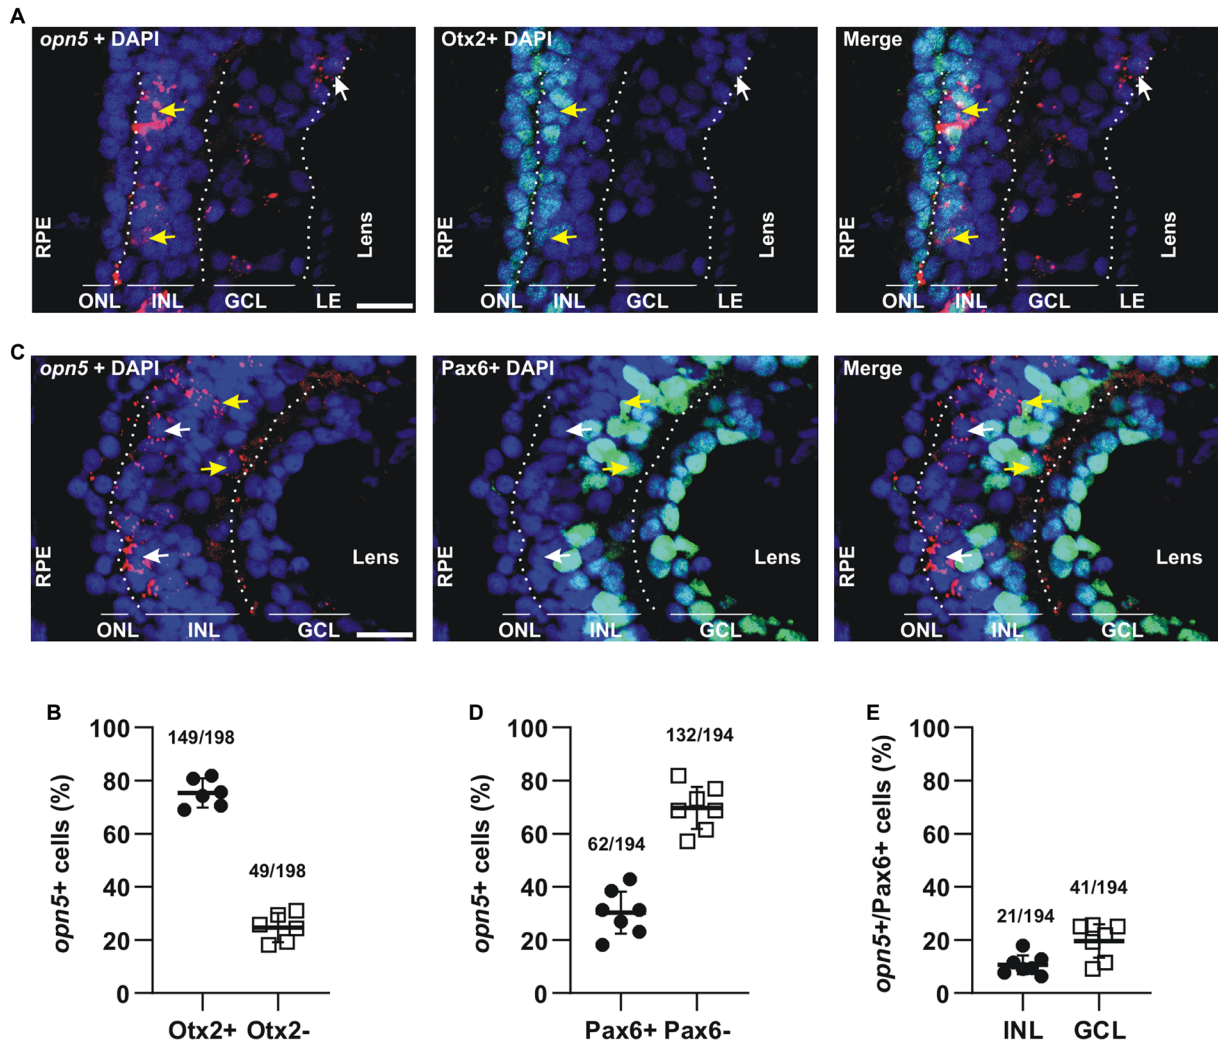 A
opn5 + DAPI
Otx2+ DAPI
Merge
RPE
Lens
RPE
Lens
RPE
Lens
ONL INL GCL LE
ONL INL GCL LE
ONL INL GCL LE
C
opn5 + DAPI
Pax6+ DAPI
Merge
RPE
Lens
RPE
Lens
RPE
Lens
ONL INL GCL
ONL INL GCL
ONL INL GCL
B
opn5+ cells (%)
100
80
60
40
20
0
149/198
49/198
Otx2+ Otx2-
D
opn5+ cells (%)
100
80
60
40
20
0
132/194
62/194
Pax6+ Pax6-
E
opn5+/Pax6+ cells (%)
100
80
60
40
20
0
21/194
41/194
INL GCL